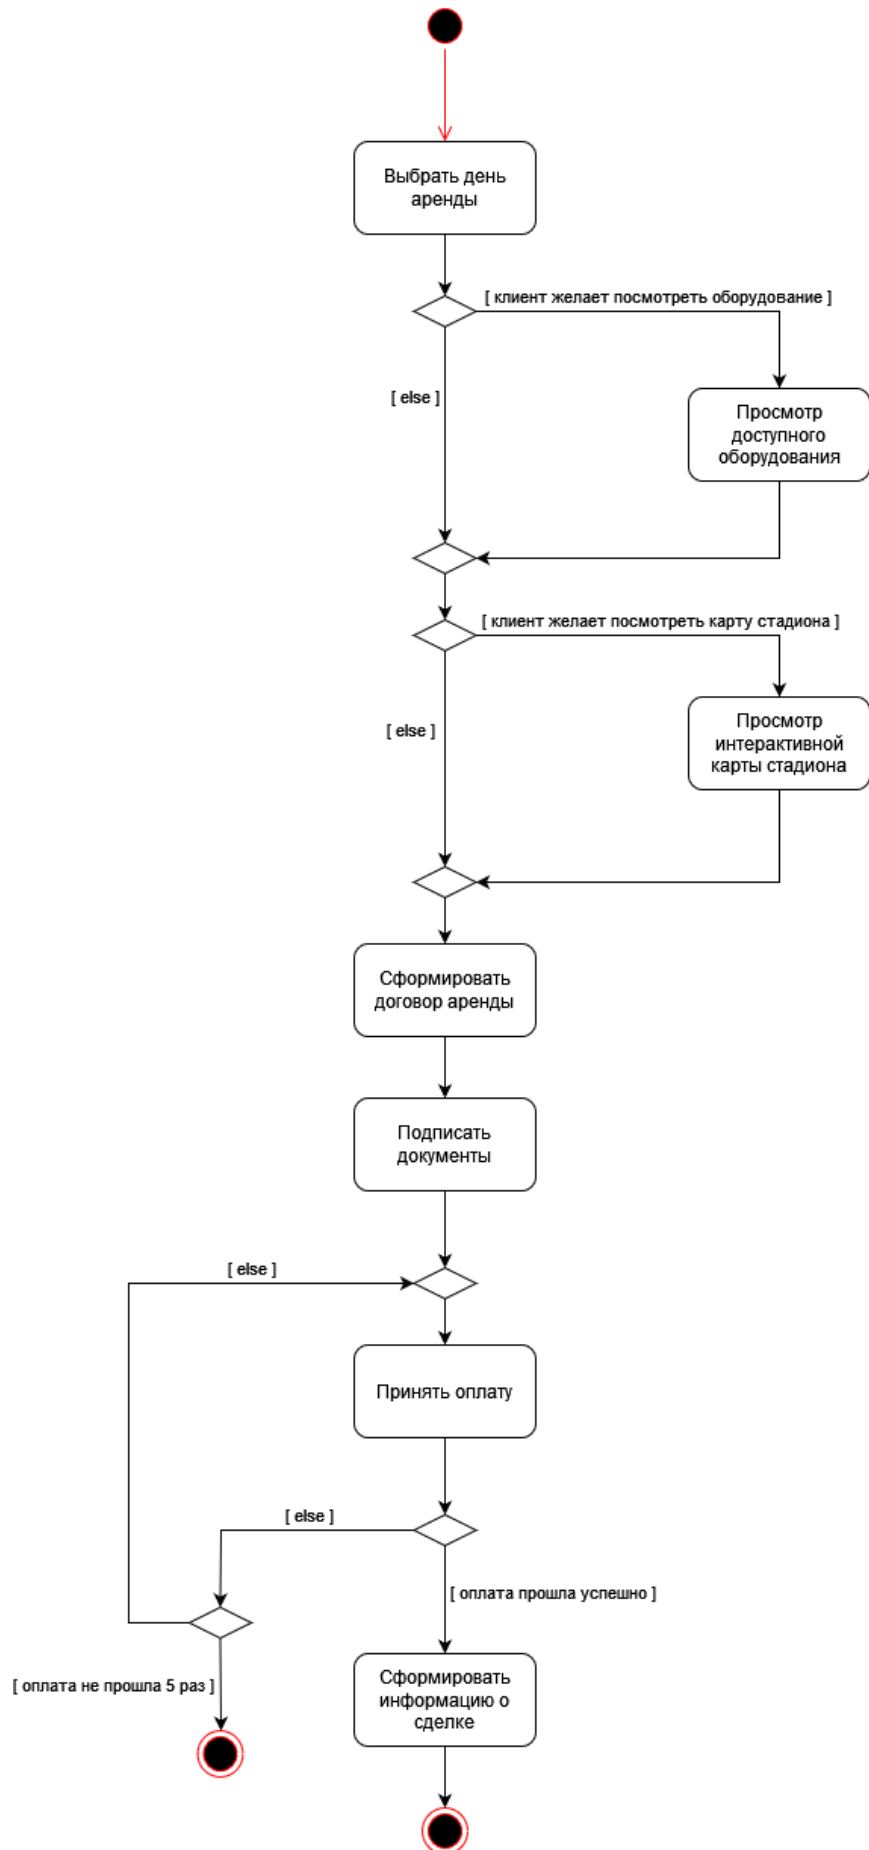 Выбрать день
аренды
[ клиент желает посмотреть оборудование ]
[ else ]
Просмотр
доступного
оборудования
[ клиент желает посмотреть карту стадиона ]
[ else ]
Просмотр
интерактивной
карты стадиона
Сформировать
договор аренды
Подписать
документы
[ else ]
Принять оплату
[ else ]
[ оплата прошла успешно ]
[ оплата не прошла 5 раз ]
Сформировать
информацию о
сделке